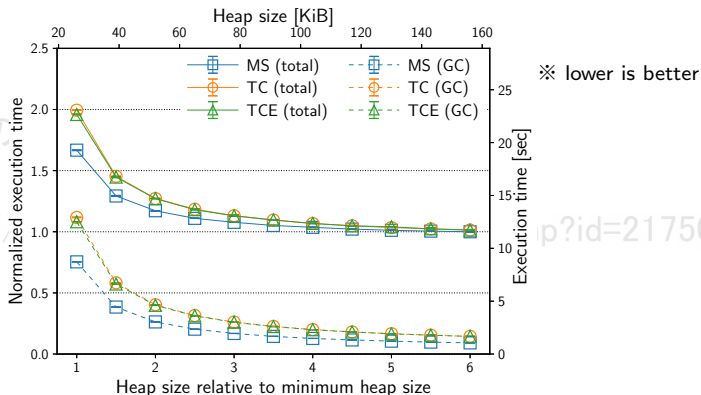 Heap size [KiB]
20 40 60 80 100 120 140 160
2.5
2.0
1.5
1.0
0.5
0.0
Normalized execution time
MS (total)
TC (total)
TCE (total)
MS (GC)
TC (GC)
TCE (GC)
25
20
15
10
5
0
Execution time [sec]
1 2 3 4 5 6
Heap size relative to minimum heap size
※ lower is better
p?id=2175